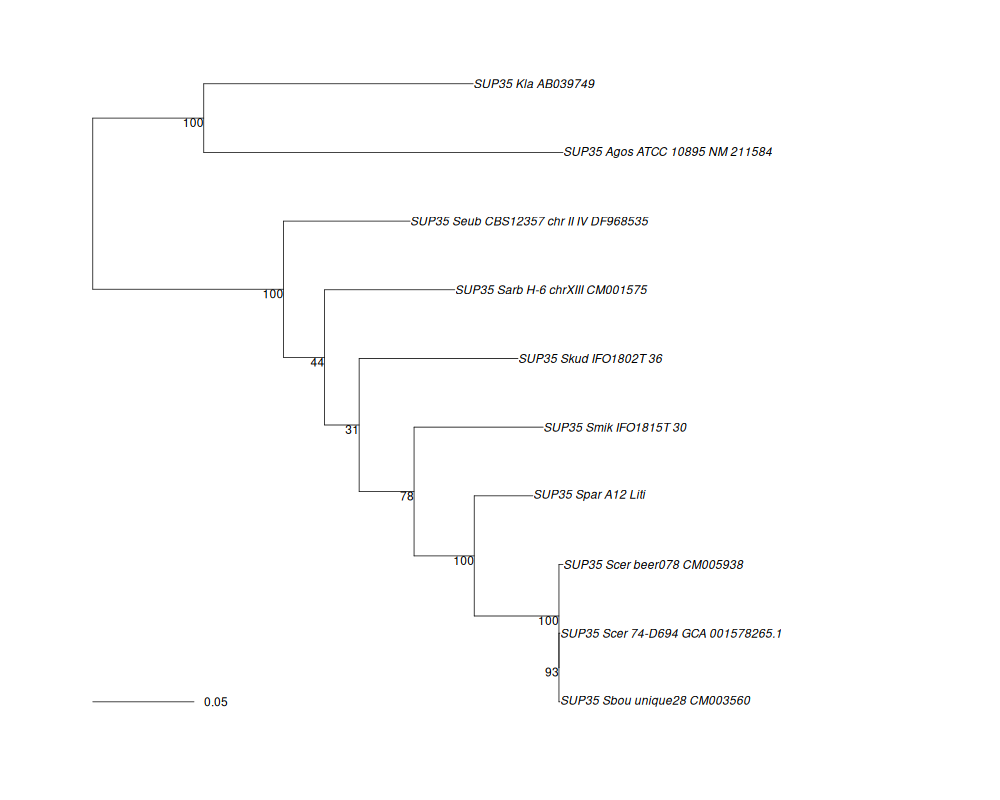 SUP35 Kla AB039749
100
SUP35 Agos ATCC 10895 NM 211584
SUP35 Seub CBS12357 chr II IV DF968535
100
SUP35 Sarb H-6 chrXIII CM001575
44
SUP35 Skud IFO1802T 36
31
SUP35 Smik IFO1815T 30
78
SUP35 Spar A12 Liti
100
SUP35 Scer beer078 CM005938
100
SUP35 Scer 74-D694 GCA 001578265.1
93
SUP35 Sbou unique28 CM003560
0.05